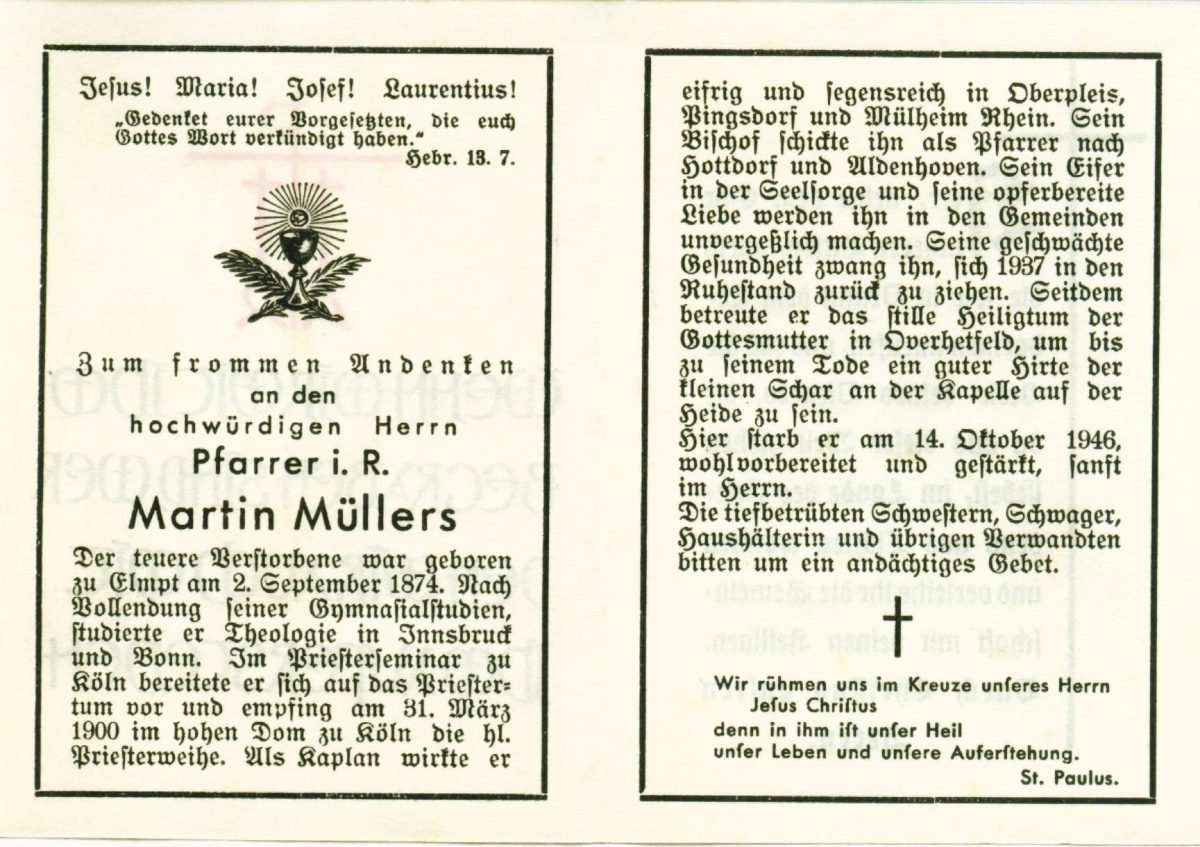 Jesus! Maria! Josef! Laurentius!
„Gedenket eurer Vorgesetzten, die euch
Gottes Wort verkündigt haben."
Hebr. 13. 7.
Zum frommen Andenken
an den
hochwürdigen Herrn
Pfarrer i. R.
Martin Müllers
Der teuere Verstorbene war geboren
zu Elmpt am 2. September 1874. Nach
Vollendung seiner Gymnasialstudien,
studierte er Theologie in Innsbruck
und Bonn. Im Priesterseminar zu
Köln bereitete er sich auf das Priester-
tum vor und empfing am 31. März
1900 im hohen Dom zu Köln die hl.
Priesterweihe. Als Kaplan wirkte er
eifrig und segensreich in Oberpleis,
Pingsdorf und Mülheim Rhein. Sein
Bischof schickte ihn als Pfarrer nach
Hottdorf und Aldenhoven. Sein Eifer
in der Seelsorge und seine opferbereite
Liebe werden ihn in den Gemeinden
unvergeßlich machen. Seine geschwächte
Gesundheit zwang ihn, sich 1937 in den
Ruhestand zurück zu ziehen. Seitdem
betreute er das stille Heiligtum der
Gottesmutter in Overhetfeld, um bis
zu seinem Tode ein guter Hirte der
kleinen Schar an der Kapelle auf der
Heide zu sein.
Hier starb er am 14. Oktober 1946,
wohlvorbereitet und gestärkt, sanft
im Herrn.
Die tiefbetrübten Schwestern, Schwager,
Haushälterin und übrigen Verwandten
bitten um ein andächtiges Gebet.
Wir rühmen uns im Kreuze unſeres Herrn
Jeſus Chriſtus
denn in ihm iſt unſer Heil
unſer Leben und unſere Auferſtehung.
St. Paulus.